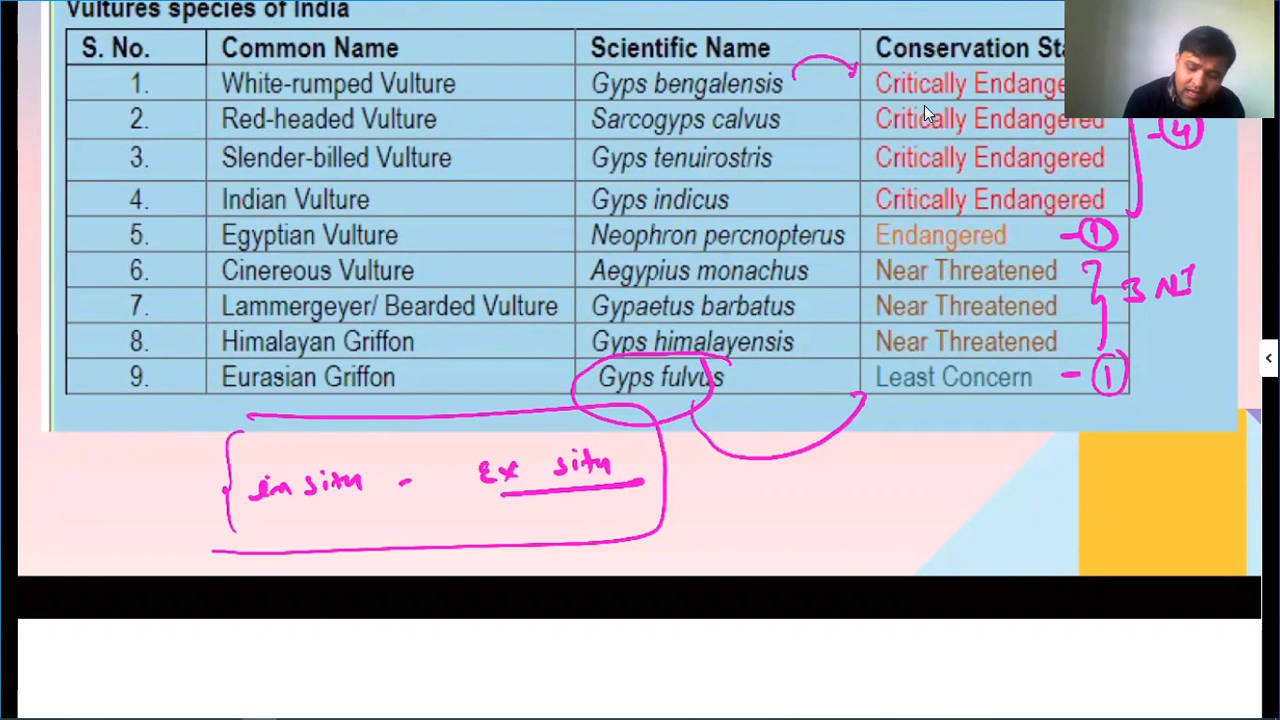 Vultures species of India
S. No. Common Name Scientific Name Conservation Sta
1. White-rumped Vulture Gyps bengalensis Critically Endange
2. Red-headed Vulture Sarcogyps calvus Critically Endangered
3. Slender-billed Vulture Gyps tenuirostris Critically Endangered
4. Indian Vulture Gyps indicus Critically Endangered
5. Egyptian Vulture Neophron percnopterus Endangered
6. Cinereous Vulture Aegypius monachus Near Threatened
7. Lammergeyer/ Bearded Vulture Gypaetus barbatus Near Threatened
8. Himalayan Griffon Gyps himalayensis Near Threatened
9. Eurasian Griffon Gyps fulvus Least Concern
- 4
- 1
3 NT
- 1
in situ - Ex situ